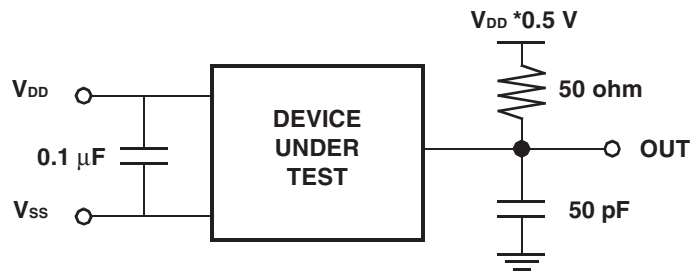 VDD *0.5 V
VDD
50 ohm
DEVICE
UNDER
TEST
0.1 μF
OUT
VSS
50 pF